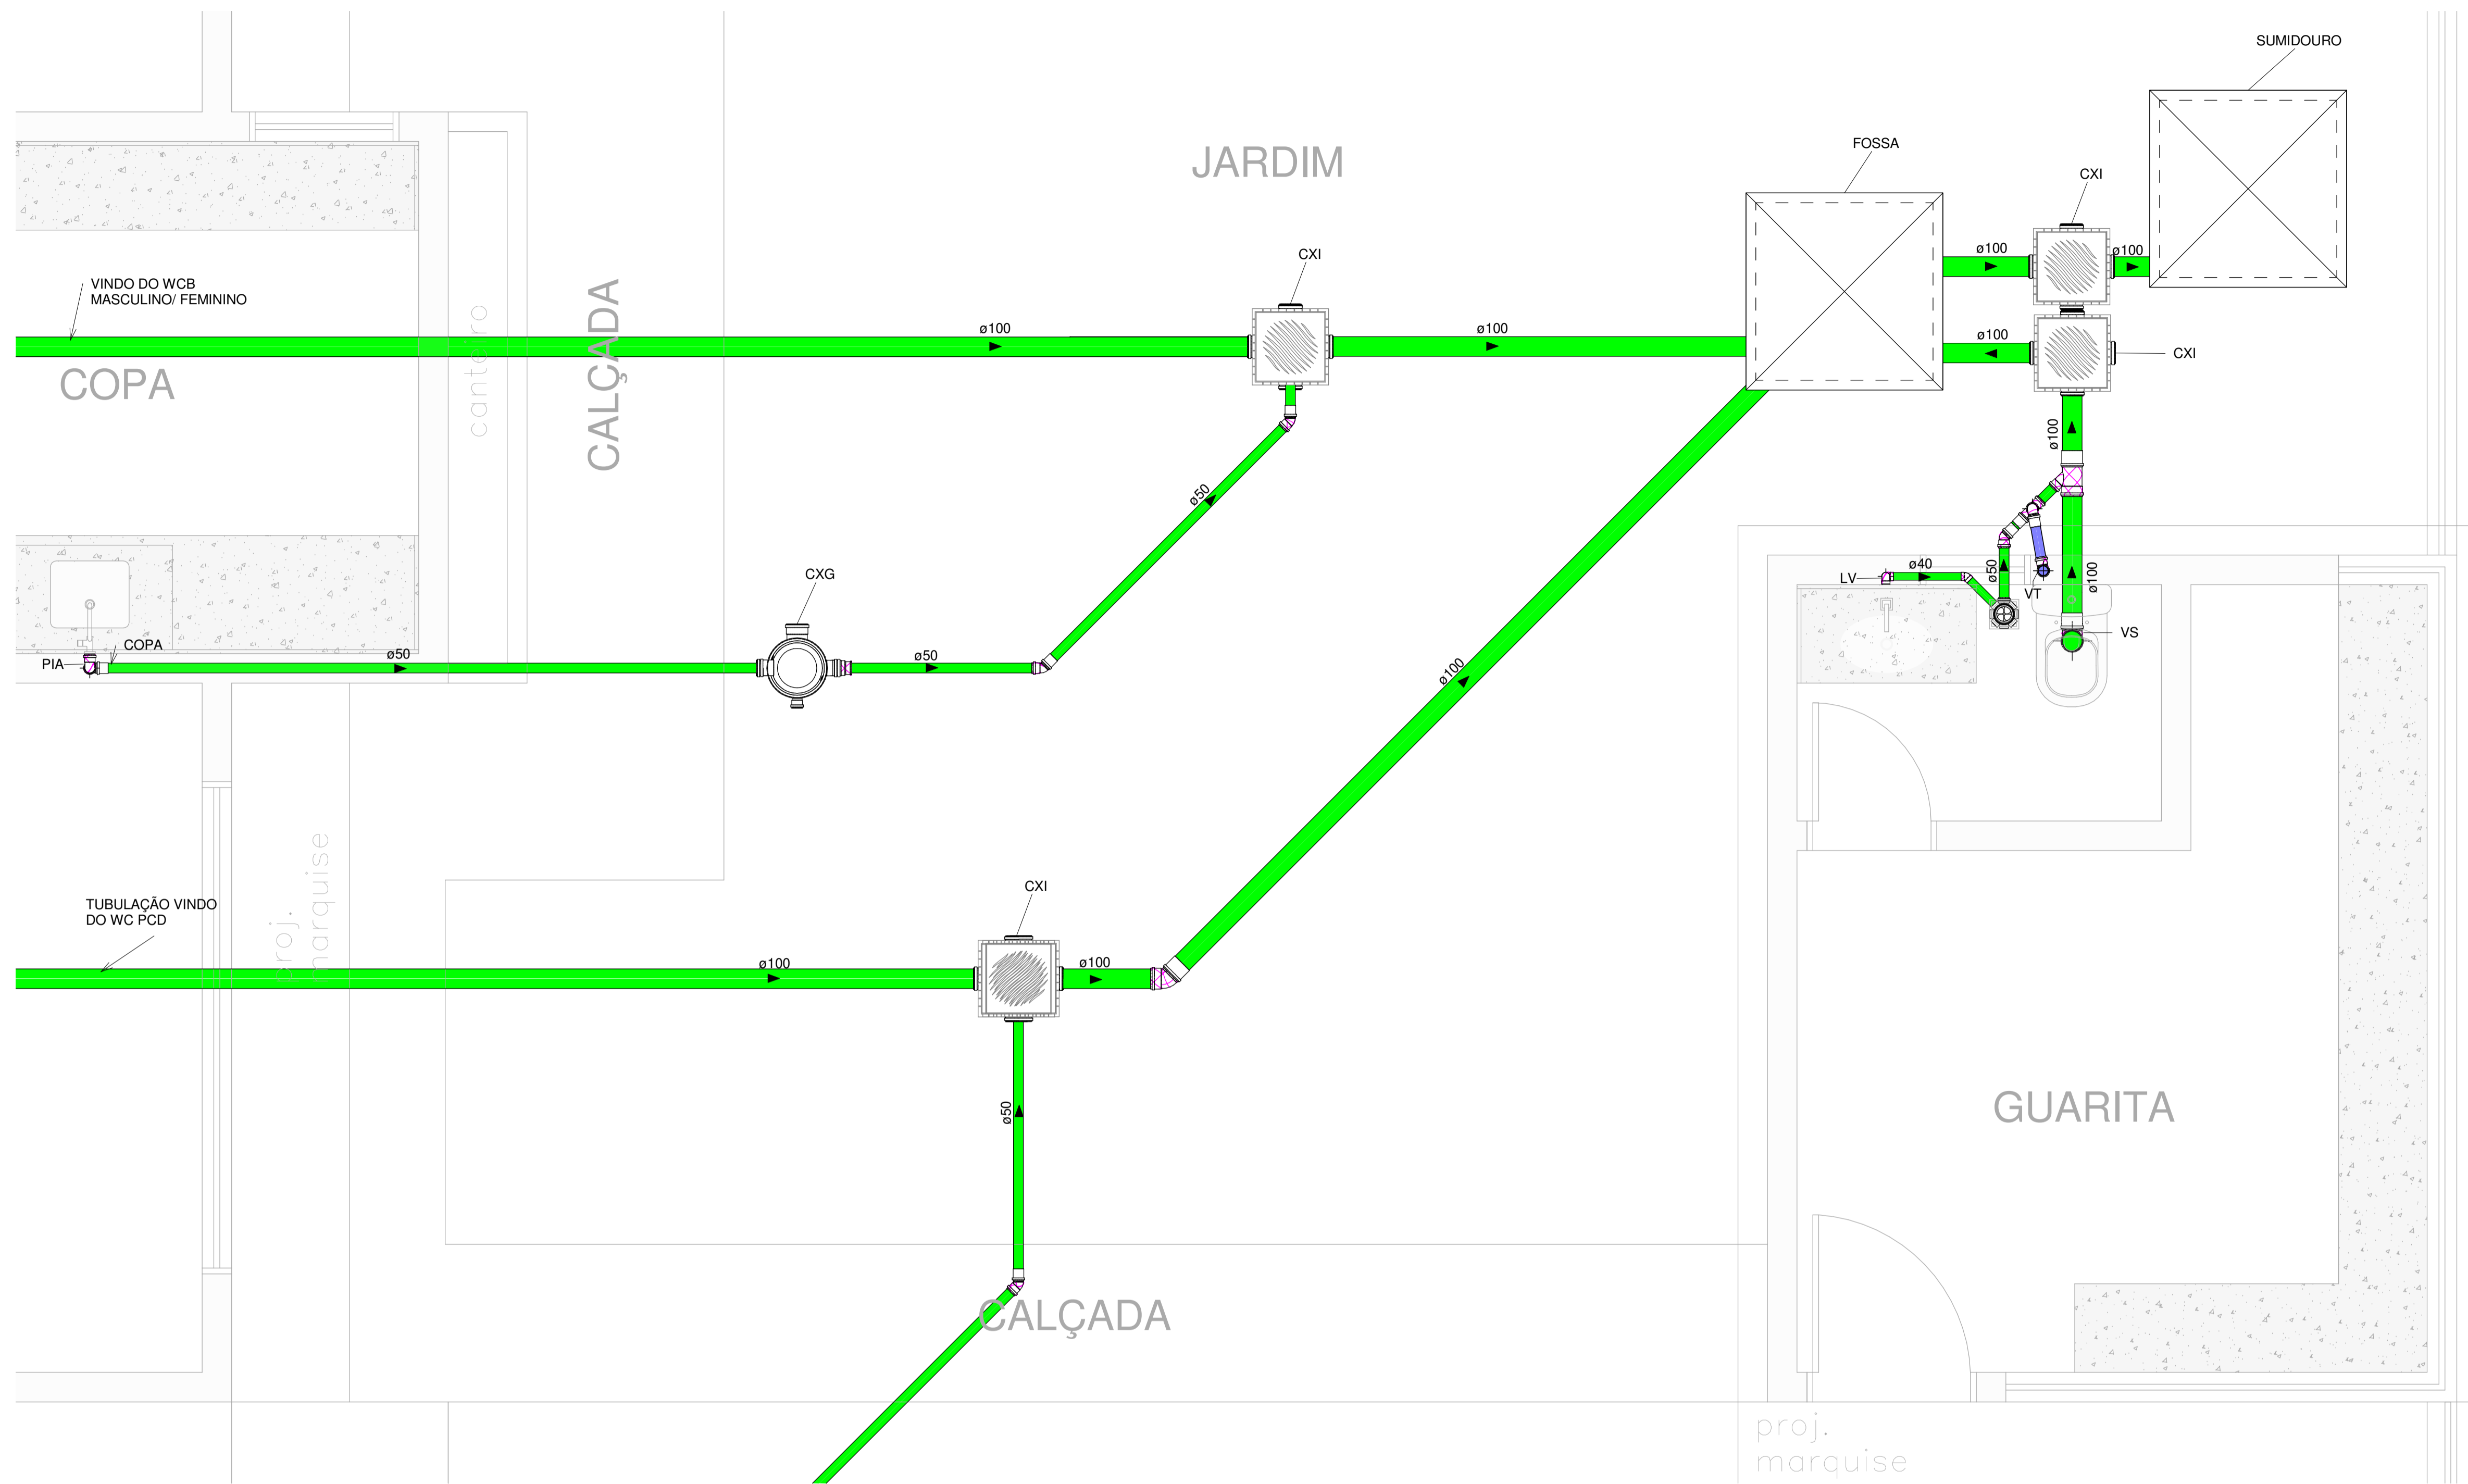 SUMIDOURO
FOSSA
JARDIM
CXI
CXI
VINDO DO WCB
MASCULINO/ FEMININO
ø100
ø100
ø100
ø100
ø100
CXI
COPA
canteiro
CALÇADA
ø100
ø50
CXG
LV
ø40
ø50
VT
ø100
VS
PIA
COPA
ø50
ø50
ø100
proj.
marquise
CXI
TUBULAÇÃO VINDO
DO WC PCD
ø100
ø100
ø50
GUARITA
CALÇADA
proj.
marquise